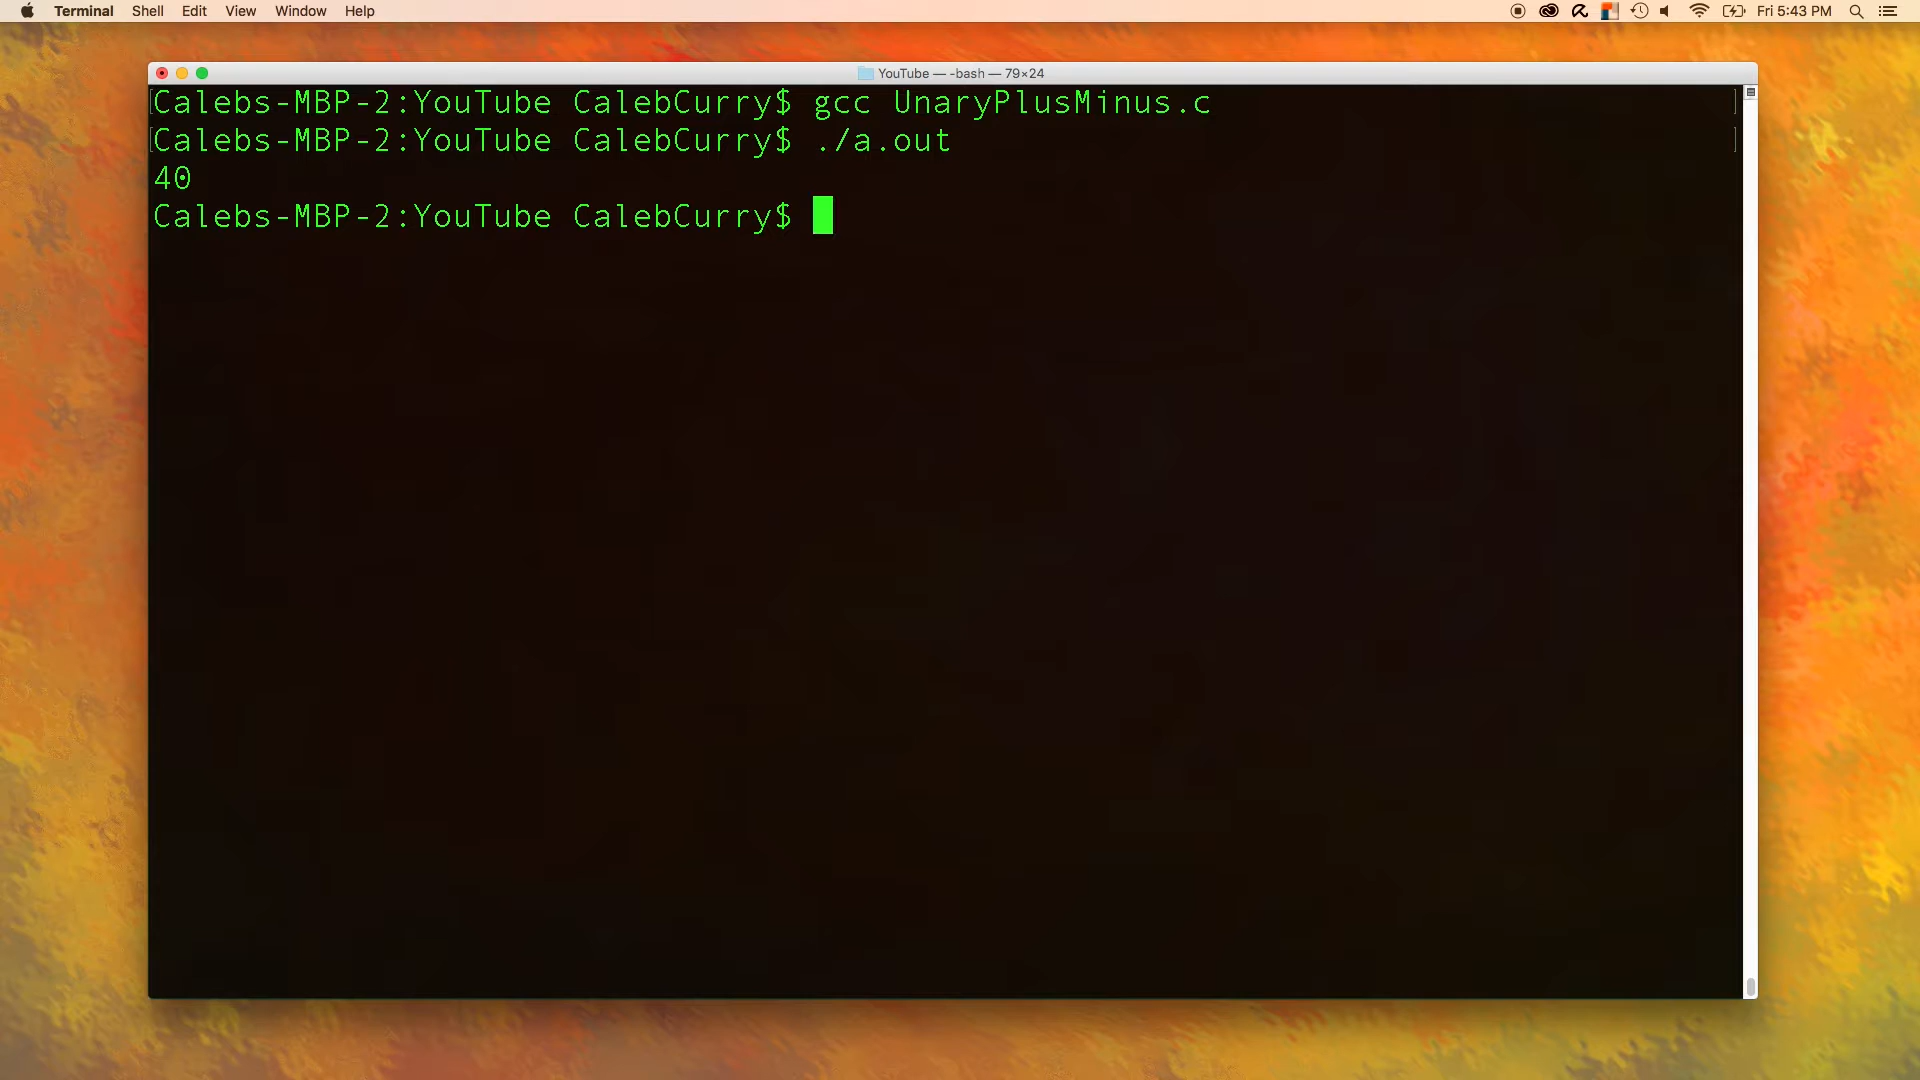 Terminal Shell Edit View Window Help Fri 5:43 PM
YouTube — -bash — 79×24
Calebs-MBP-2:YouTube CalebCurry$ gcc UnaryPlusMinus.c
Calebs-MBP-2:YouTube CalebCurry$ ./a.out
40
Calebs-MBP-2:YouTube CalebCurry$